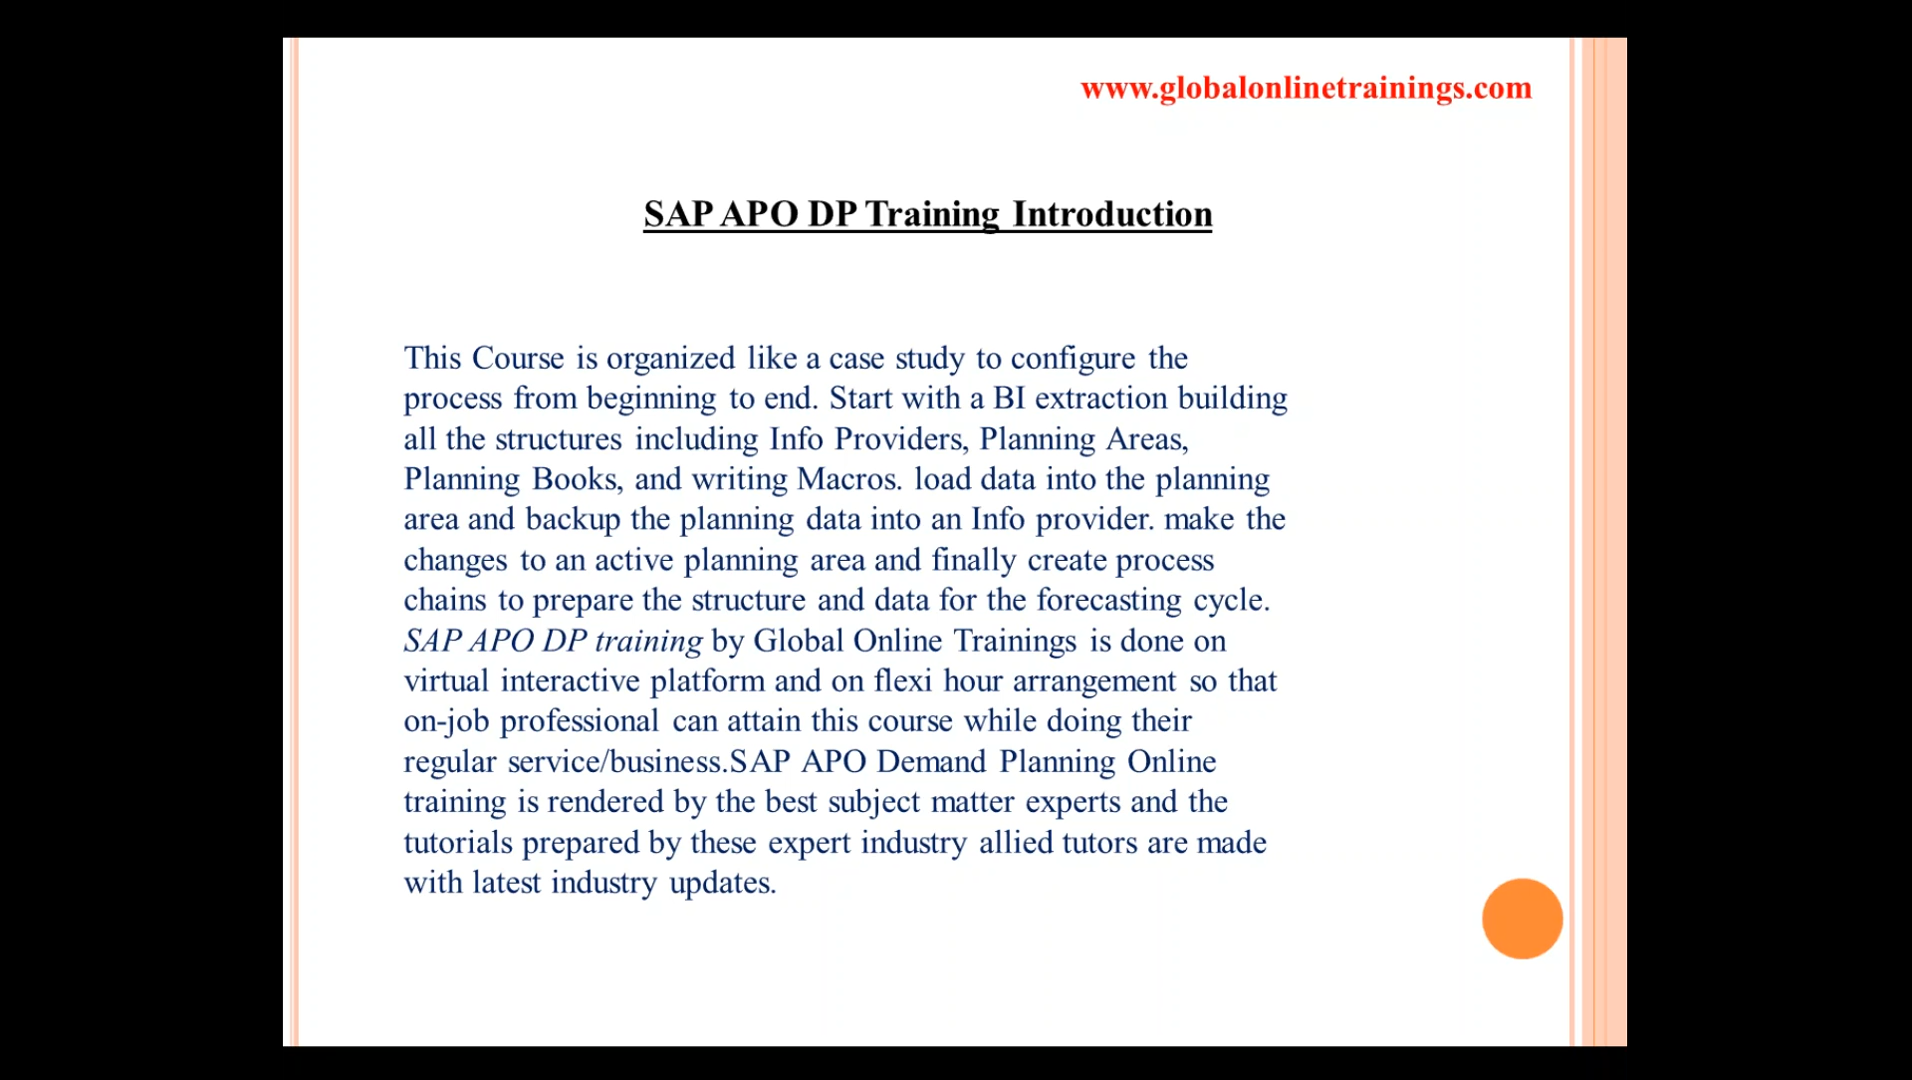 www.globalonlinetrainings.com
SAP APO DP Training Introduction
This Course is organized like a case study to configure the
process from beginning to end. Start with a BI extraction building
all the structures including Info Providers, Planning Areas,
Planning Books, and writing Macros. load data into the planning
area and backup the planning data into an Info provider. make the
changes to an active planning area and finally create process
chains to prepare the structure and data for the forecasting cycle.
SAP APO DP training by Global Online Trainings is done on
virtual interactive platform and on flexi hour arrangement so that
on-job professional can attain this course while doing their
regular service/business.SAP APO Demand Planning Online
training is rendered by the best subject matter experts and the
tutorials prepared by these expert industry allied tutors are made
with latest industry updates.